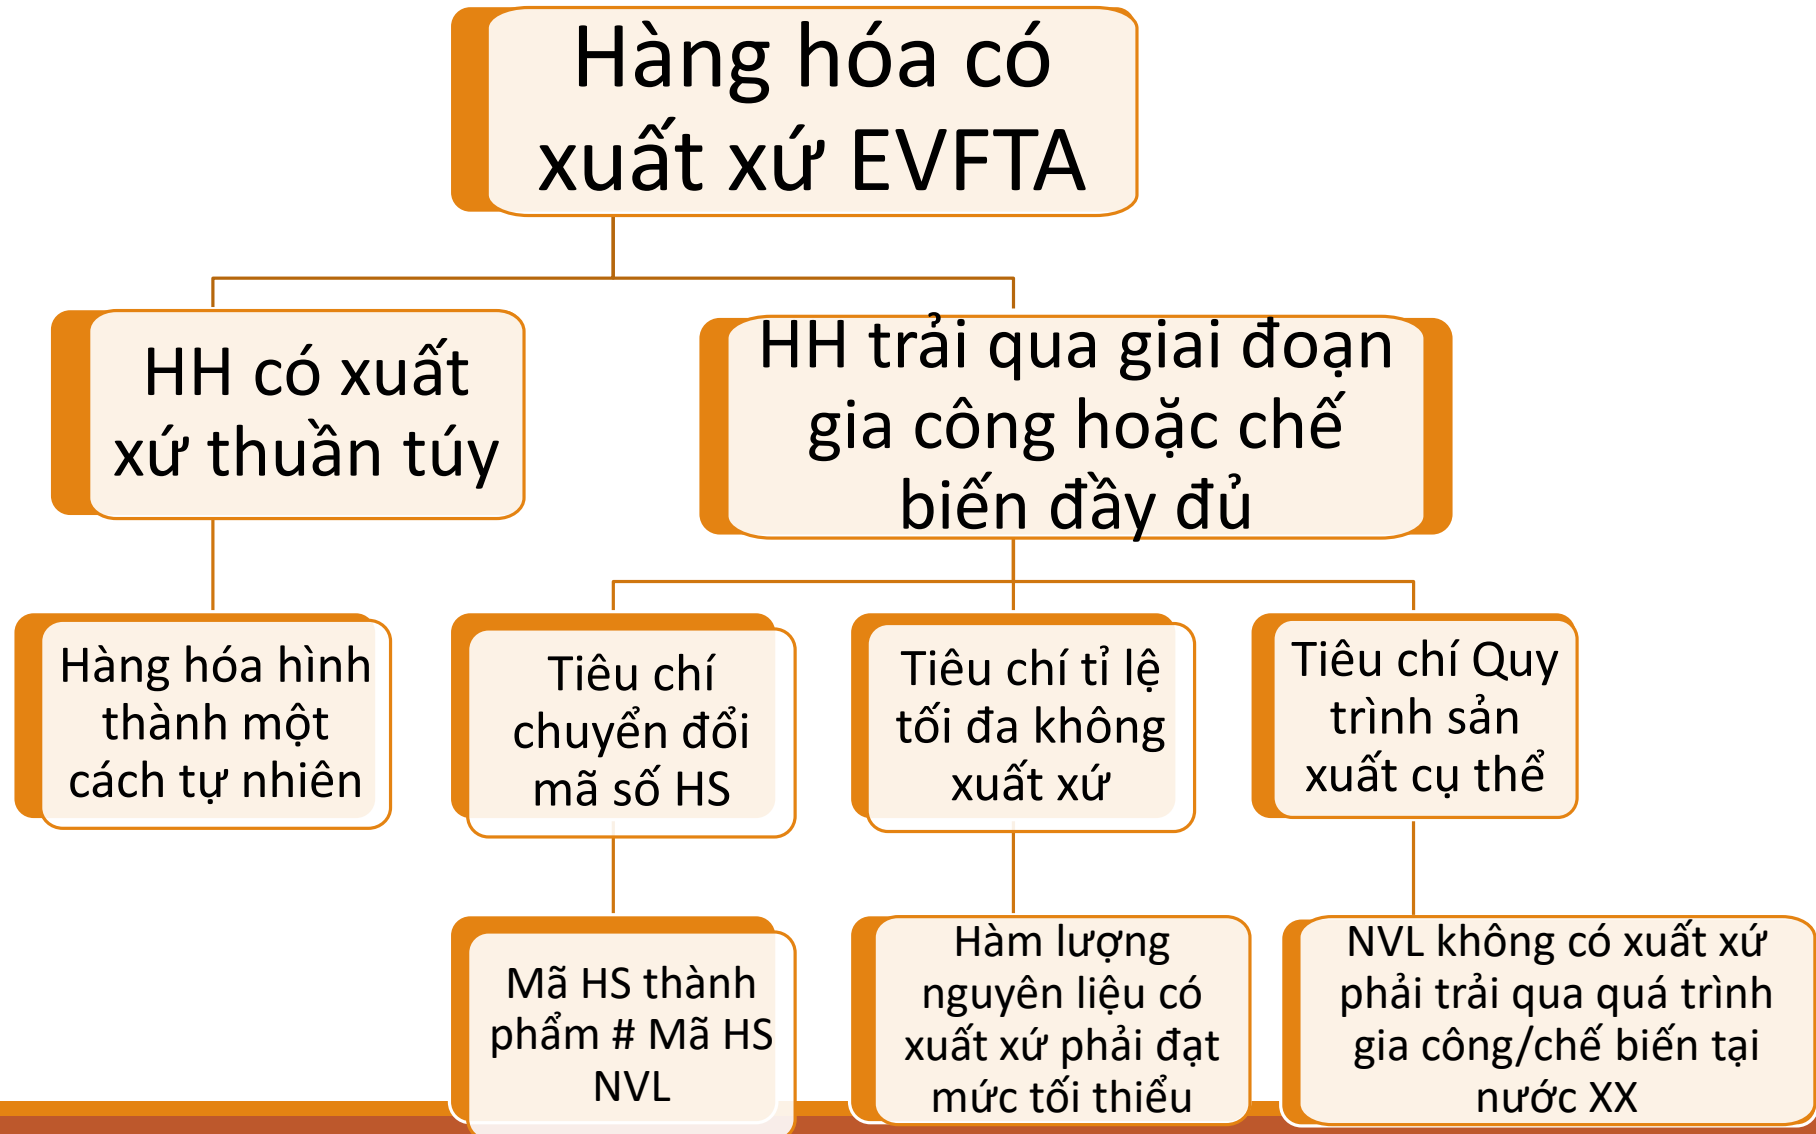 Hàng hóa có
xuất xứ EVFTA
HH có xuất
xứ thuần túy
HH trải qua giai đoạn
gia công hoặc chế
biến đầy đủ
Hàng hóa hình
thành một
cách tự nhiên
Tiêu chí
chuyển đổi
mã số HS
Tiêu chí tỉ lệ
tối đa không
xuất xứ
Tiêu chí Quy
trình sản
xuất cụ thể
Mã HS thành
phẩm # Mã HS
NVL
Hàm lượng
nguyên liệu có
xuất xứ phải đạt
mức tối thiểu
NVL không có xuất xứ
phải trải qua quá trình
gia công/chế biến tại
nước XX